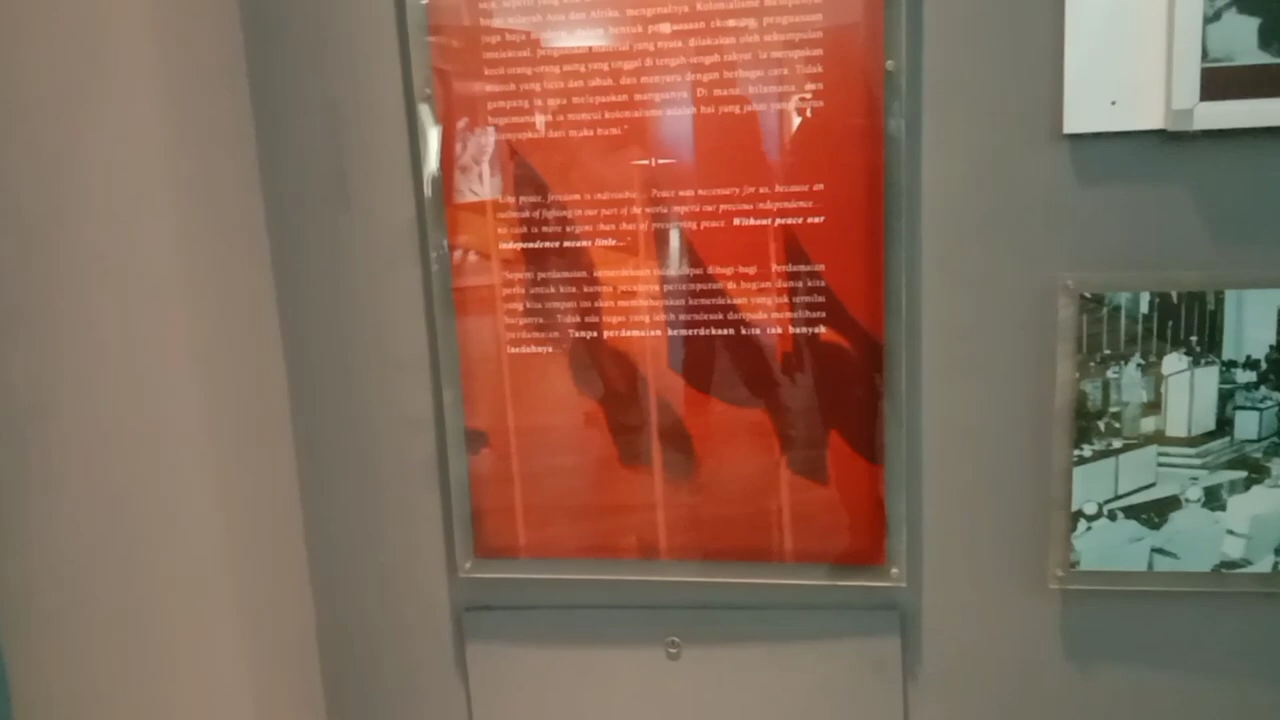 bagai wilayah Asia dan Afrika, mengenalnya. Kolonialisme mempunyai
juga baju bentuk penguasaan ekonomi, penguasaan
intelektual, penguasaan material yang nyata, dilakukan oleh sekumpulan
kecil orang-orang asing yang tinggal di tengah-tengah rakyat. Ia merupakan
musuh yang licin dan tabah, dan menyaru dengan berbagai cara. Tidak
gampang ia mau melepaskan mangsanya. Di mana, bilamana, dan
bagaimanapun ia muncul kolonialisme adalah hal yang jahat yang harus
dilenyapkan dari muka bumi."
"Like peace, freedom is indivisible... Peace was necessary for us, because an
outbreak of fighting in our part of the world imperil our precious independence...
no task is more urgent than that of preserving peace. Without peace our
independence means little..."
"Seperti perdamaian, kemerdekaan tidak dapat dibagi-bagi... Perdamaian
perlu untuk kita, karena pecahnya pertempuran di bagian dunia kita
yang kita tempati ini akan membahayakan kemerdekaan yang tak ternilai
harganya... Tidak ada tugas yang lebih mendesak daripada memelihara
perdamaian. Tanpa perdamaian kemerdekaan kita tak banyak
faedahnya..."